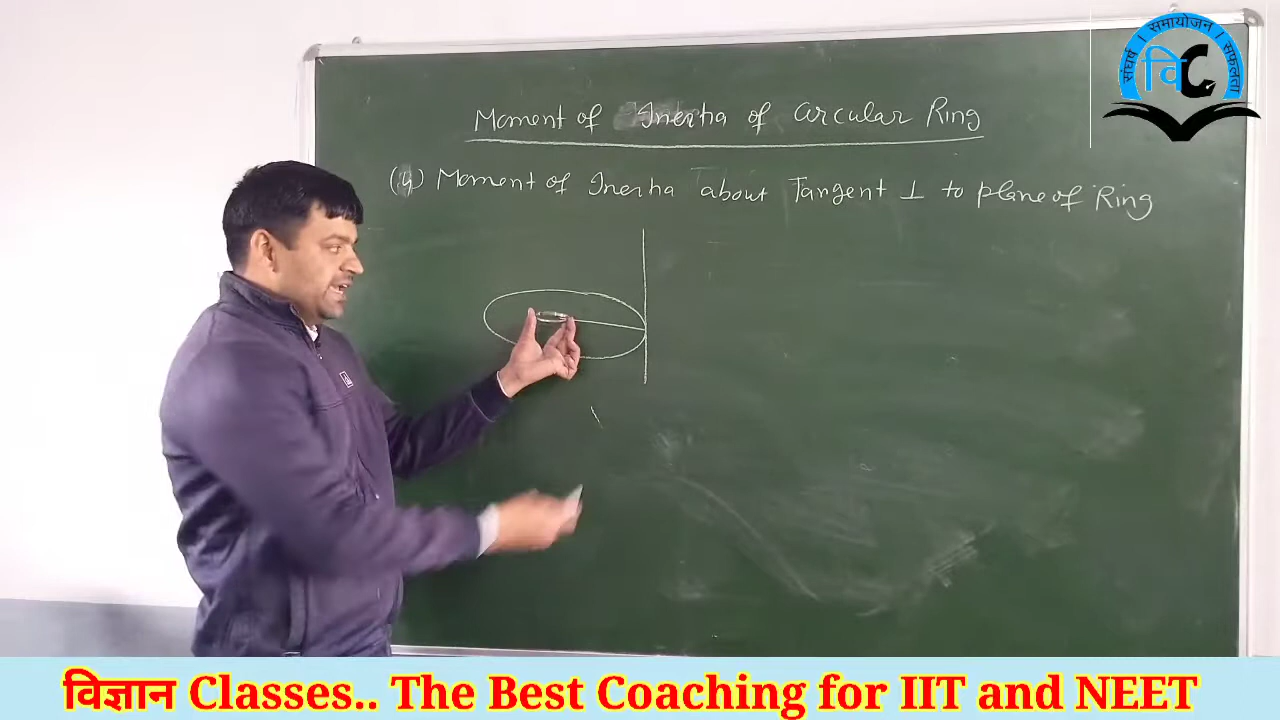 संघर्ष । समायोजन । सफलता
वि C
Moment of Inertia of circular Ring
(4) Moment of Inertia about Tangent ⊥ to plane of Ring
विज्ञान Classes.. The Best Coaching for IIT and NEET